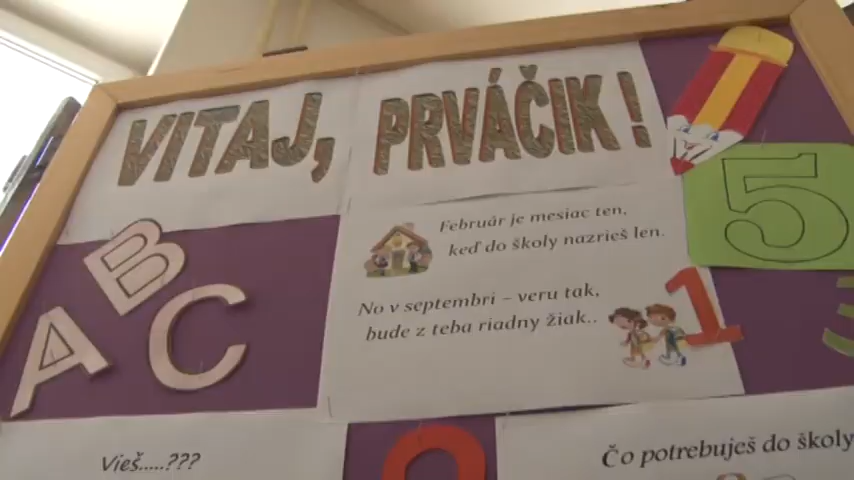 VITAJ, PRVÁČIK!
5
A B C
Február je mesiac ten,
keď do školy nazrieš len.
No v septembri – veru tak,
bude z teba riadny žiak..
1
Vieš.....???
Čo potrebuješ do školy